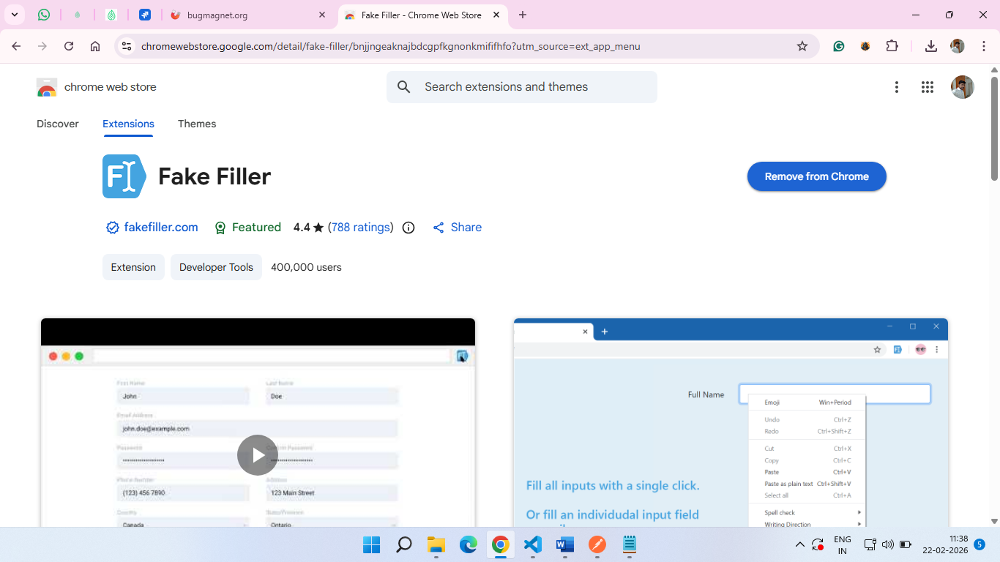 bugmagnet.org
Fake Filler - Chrome Web Store
chromewebstore.google.com/detail/fake-filler/bnjjngeaknajbdcgpfkgnonkmififhfo?utm_source=ext_app_menu
chrome web store
Search extensions and themes
Discover Extensions Themes
FI Fake Filler
Remove from Chrome
fakefiller.com Featured 4.4 ★ (788 ratings) Share
Extension Developer Tools 400,000 users
First Name Last Name
John Doe
Email Address
john.doe@example.com
Password Confirm Password
Phone Number Address
(123) 456 7890 123 Main Street
Country State/Province
Canada Ontario
Full Name
Emoji Win+Period
Undo Ctrl+Z
Redo Ctrl+Shift+Z
Cut Ctrl+X
Copy Ctrl+C
Paste Ctrl+V
Paste as plain text Ctrl+Shift+V
Select all Ctrl+A
Spell check
Writing Direction
Fill all inputs with a single click.
Or fill an individudal input field
ENG
IN
11:38
22-02-2026
5